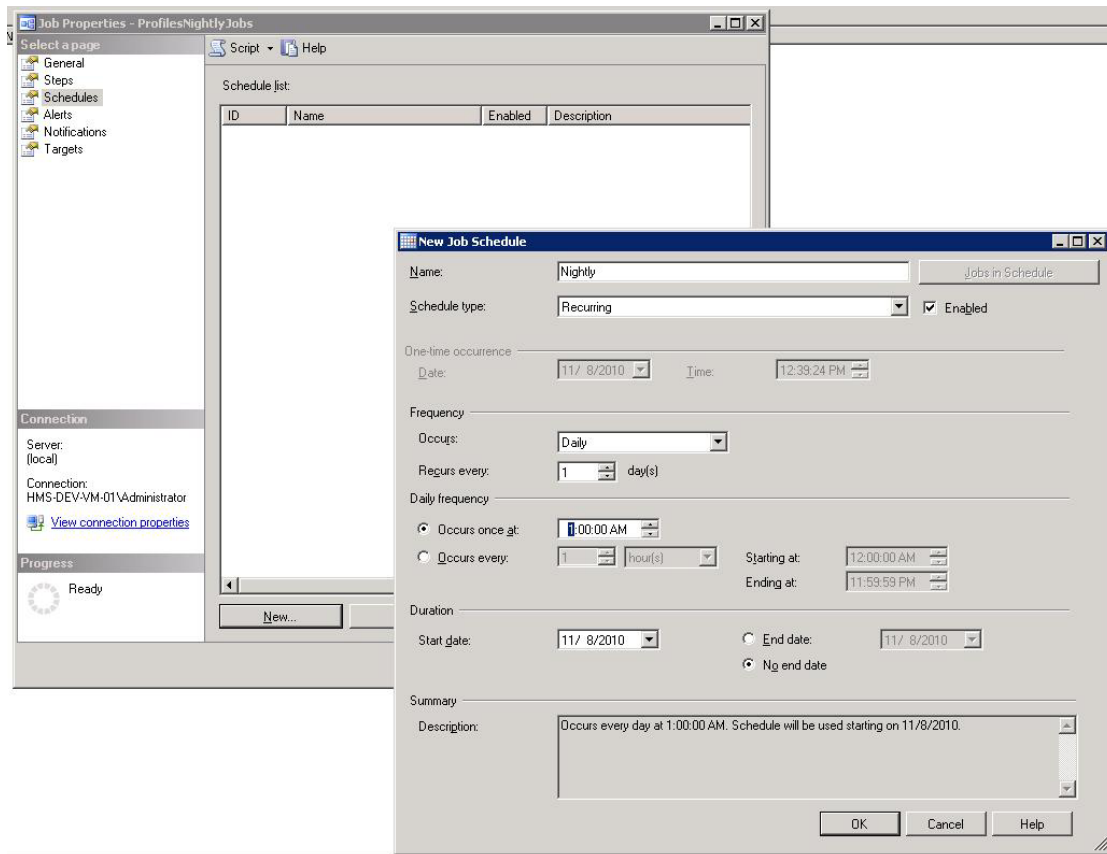 Job Properties - ProfilesNightlyJobs
Select a page
Script Help
General
Steps
Schedules
Alerts
Notifications
Targets
Schedule list:
ID Name Enabled Description
New Job Schedule
Name: Nightly Jobs in Schedule
Schedule type: Recurring Enabled
One-time occurrence
Date: 11/ 8/2010 Time: 12:39:24 PM
Frequency
Occurs: Daily
Recurs every: 1 day(s)
Daily frequency
Occurs once at: 1:00:00 AM
Occurs every: 1 hour(s) Starting at: 12:00:00 AM
Ending at: 11:59:59 PM
Duration
Start date: 11/ 8/2010 End date: 11/ 8/2010
No end date
Summary
Description: Occurs every day at 1:00:00 AM. Schedule will be used starting on 11/8/2010.
OK Cancel Help
Connection
Server:
(local)
Connection:
HMS-DEV-VM-01\Administrator
View connection properties
Progress
Ready
New...